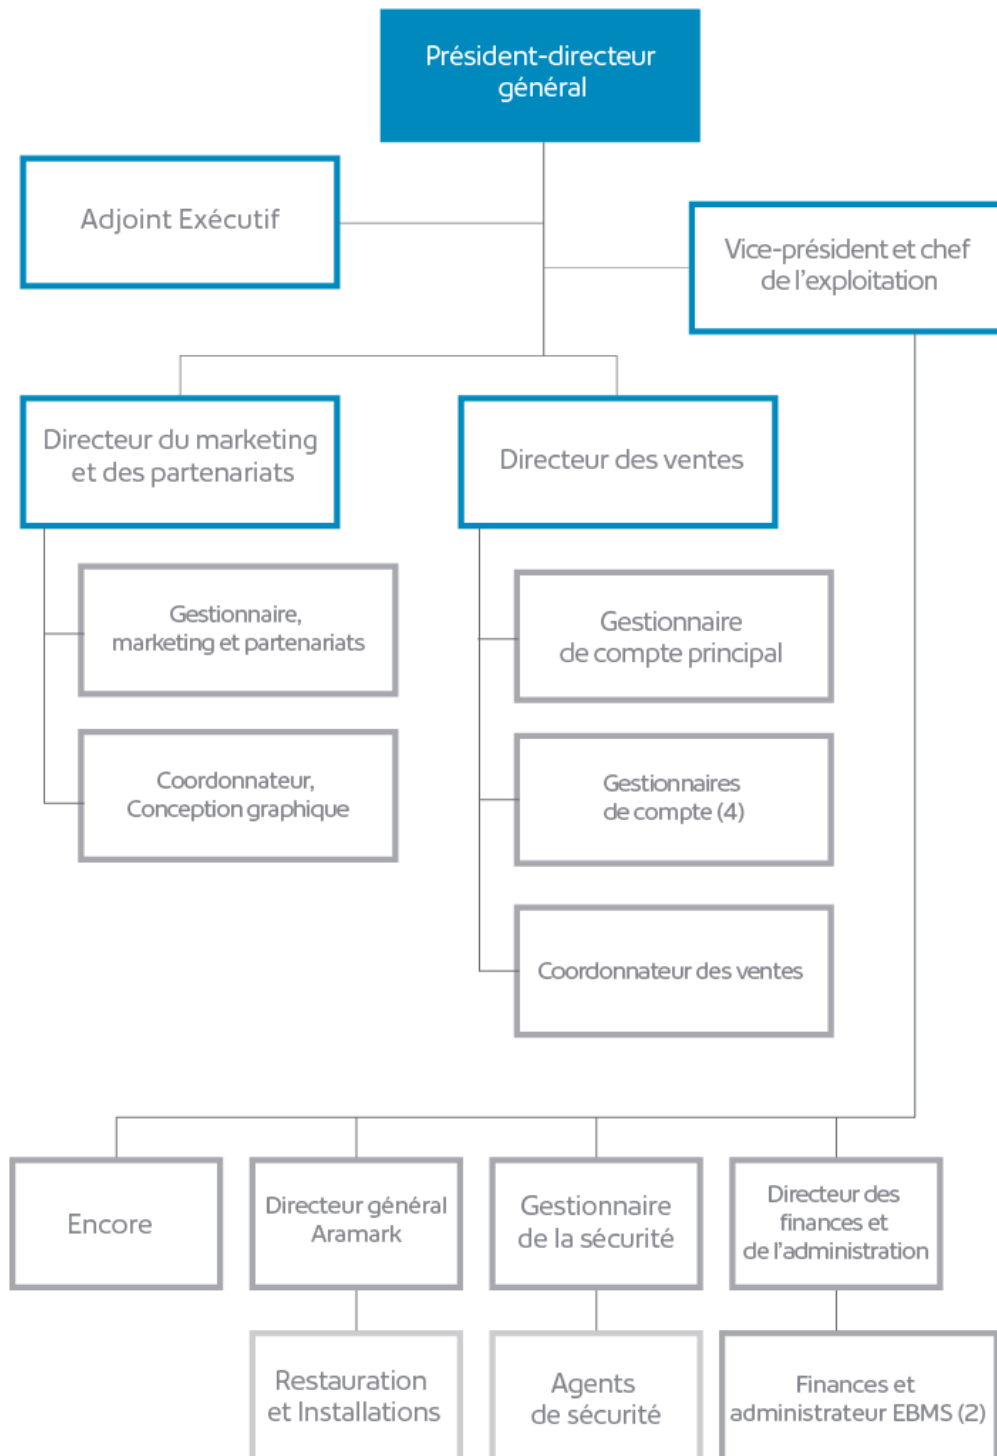 Président-directeur
général
Adjoint Exécutif
Vice-président et chef
de l'exploitation
Directeur du marketing
et des partenariats
Directeur des ventes
Gestionnaire,
marketing et partenariats
Gestionnaire
de compte principal
Coordonnateur,
Conception graphique
Gestionnaires
de compte (4)
Coordonnateur des ventes
Encore
Directeur général
Aramark
Gestionnaire
de la sécurité
Directeur des
finances et
de l'administration
Restauration
et Installations
Agents
de sécurité
Finances et
administrateur EBMS (2)